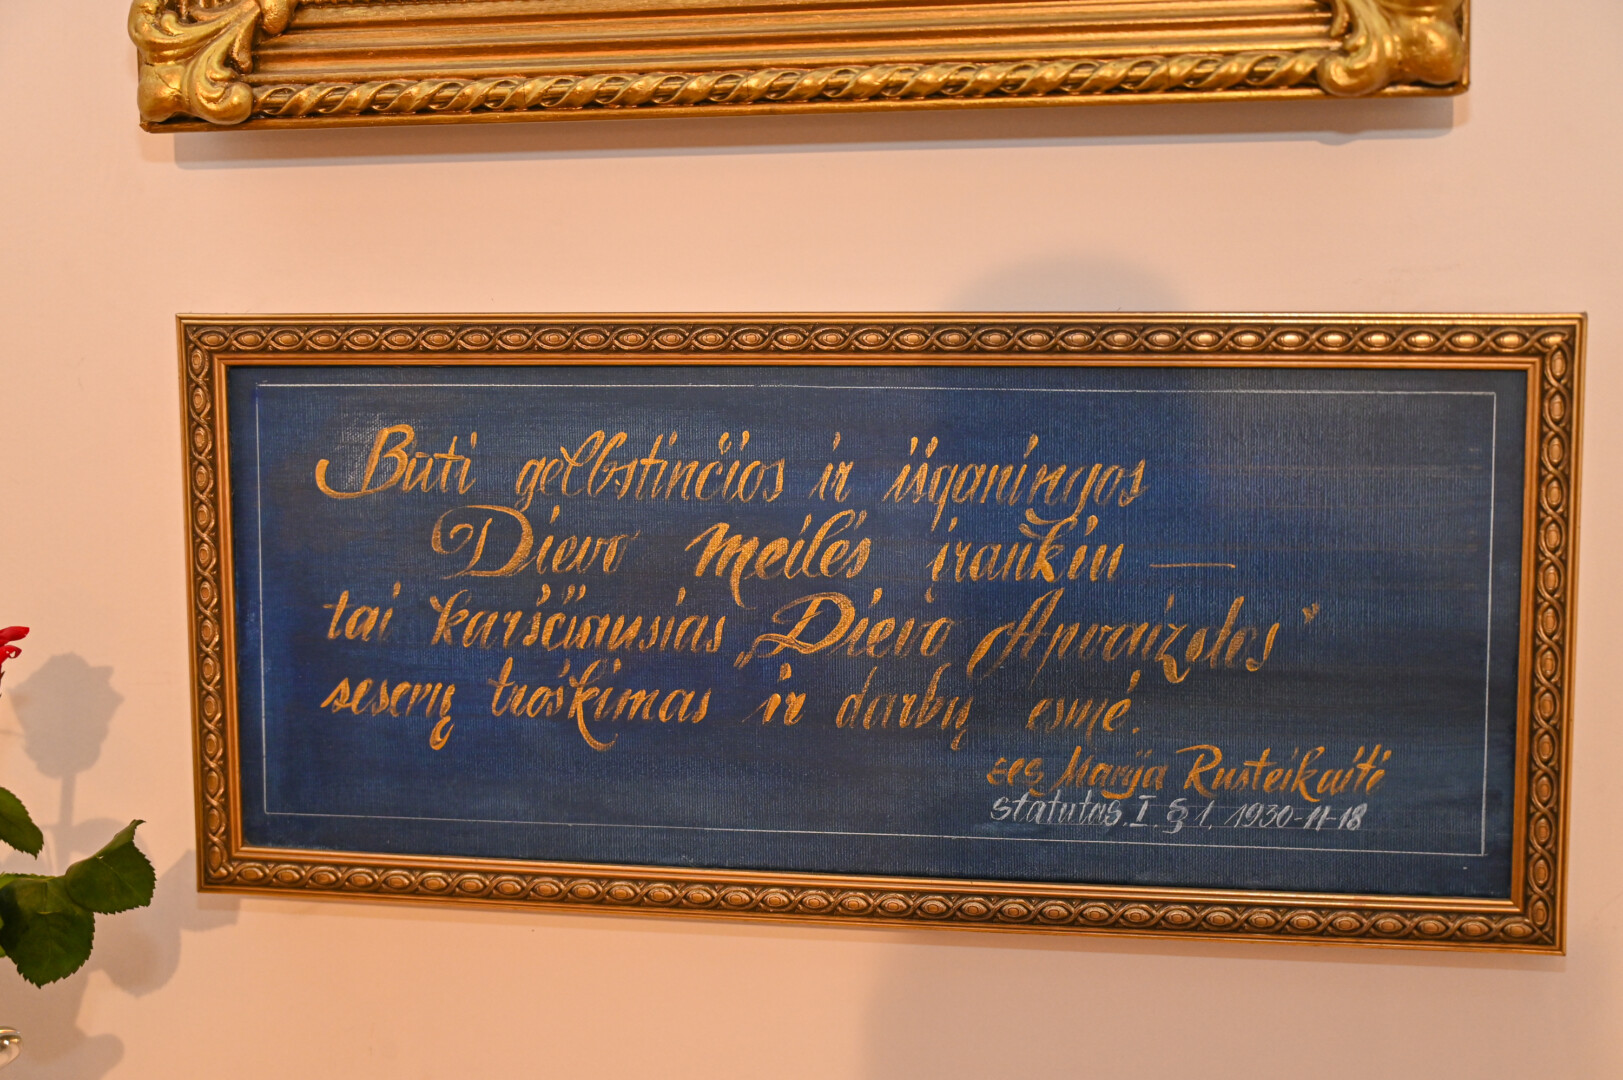 Būti gelbstinčios ir išganingos
Dievo meilės įrankiu —
tai karščiausias „Dievo Apvaizdos"
seserų troškimas ir darbų esmė.
ses. Marija Rusteikaitė
statutas, I. § 1. 1930-11-18